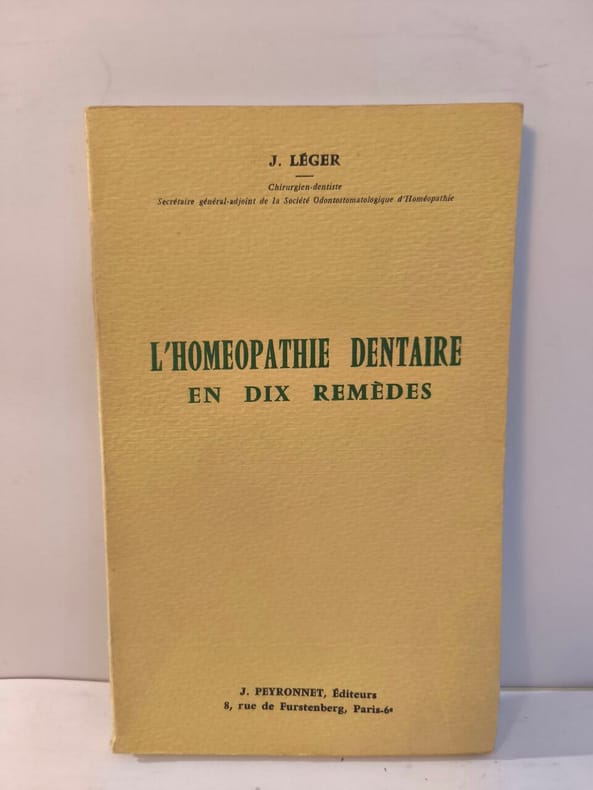 J. LÉGER
Chirurgien-dentiste
Secrétaire général-adjoint de la Société Odontostomatologique d'Homéopathie
L'HOMEOPATHIE DENTAIRE
EN DIX REMÈDES
J. PEYRONNET, Éditeurs
8, rue de Furstenberg, Paris-6e